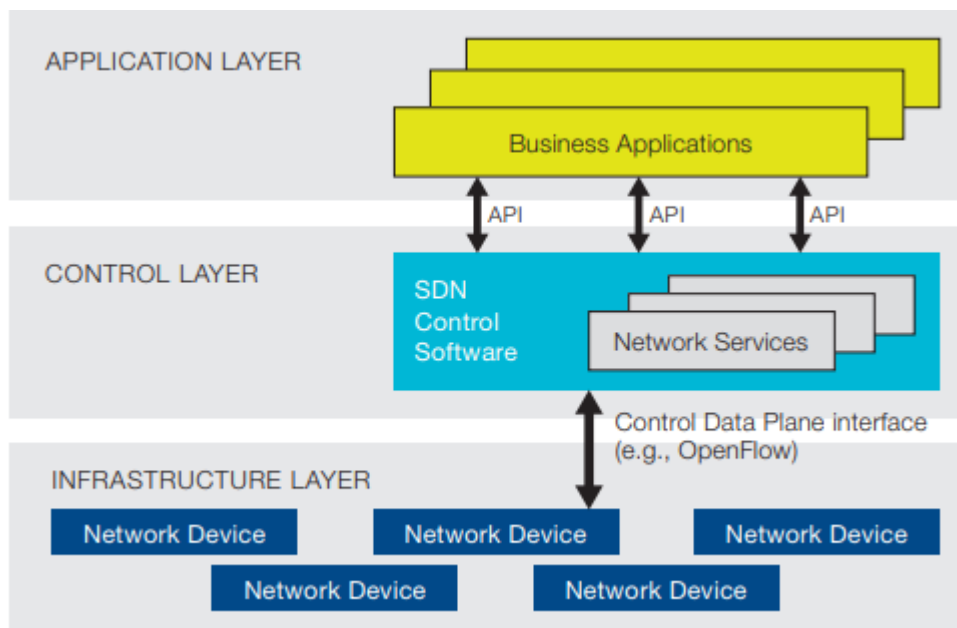 APPLICATION LAYER
Business Applications
API
API
API
CONTROL LAYER
SDN
Control
Software
Network Services
Control Data Plane interface
(e.g., OpenFlow)
INFRASTRUCTURE LAYER
Network Device
Network Device
Network Device
Network Device
Network Device